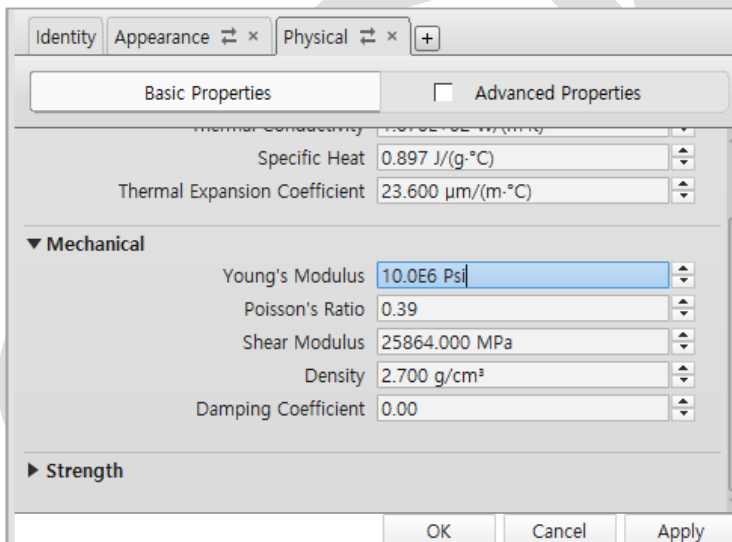 Identity Appearance × Physical × +
Basic Properties Advanced Properties
Thermal Conductivity
Specific Heat 0.897 J/(g·°C)
Thermal Expansion Coefficient 23.600 µm/(m·°C)
▼ Mechanical
Young's Modulus 10.0E6 Psi
Poisson's Ratio 0.39
Shear Modulus 25864.000 MPa
Density 2.700 g/cm³
Damping Coefficient 0.00
▶ Strength
OK Cancel Apply